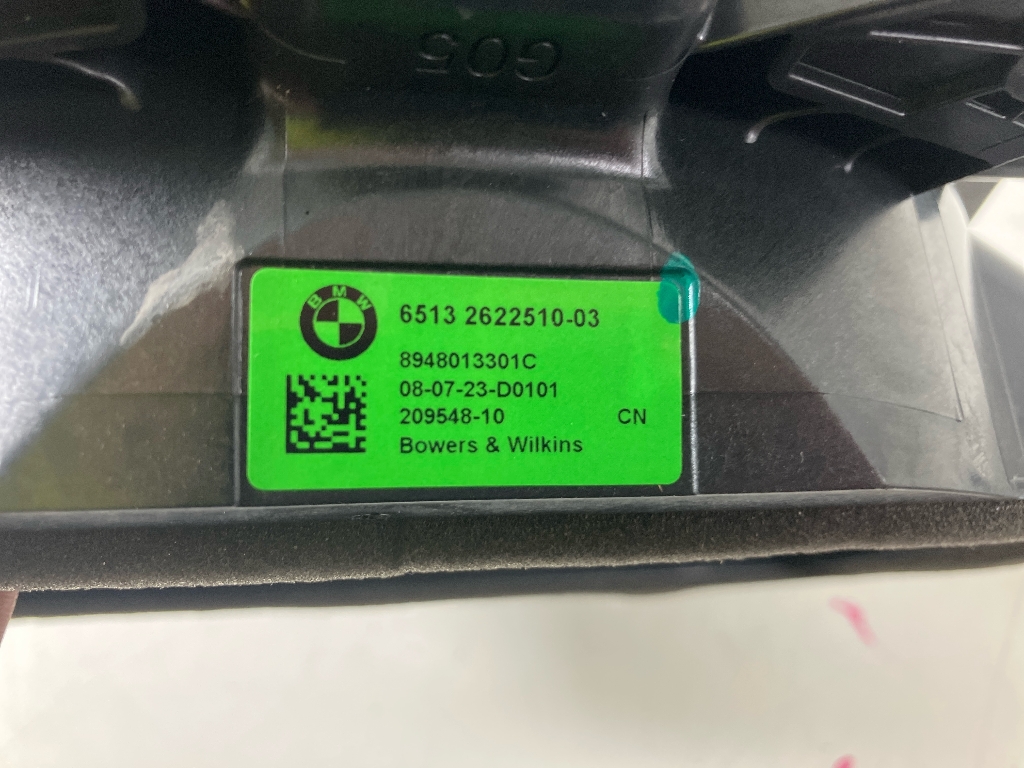 G05
BMW
6513 2622510-03
8948013301C
08-07-23-D0101
209548-10 CN
Bowers & Wilkins